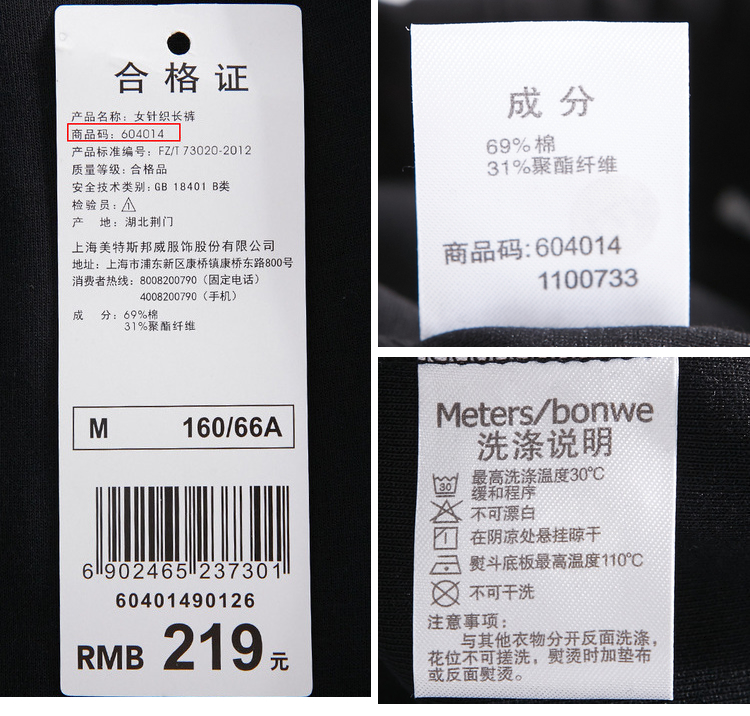 合格证
产品名称：女针织长裤
商品码：604014
产品标准编号：FZ/T 73020-2012
质量等级：合格品
安全技术类别：GB 18401 B类
检验员：1
产 地：湖北荆门
上海美特斯邦威服饰股份有限公司
地址：上海市浦东新区康桥镇康桥东路800号
消费者热线：8008200790（固定电话）
4008200790（手机）
成 分：69%棉
31%聚酯纤维
M 160/66A
6 902465 237301
60401490126
RMB 219元
成分
69%棉
31%聚酯纤维
商品码:604014
1100733
Meters/bonwe
洗涤说明
30 最高洗涤温度30℃
缓和程序
不可漂白
在阴凉处悬挂晾干
熨斗底板最高温度110℃
不可干洗
注意事项：
与其他衣物分开反面洗涤，
花位不可搓洗，熨烫时加垫布
或反面熨烫。